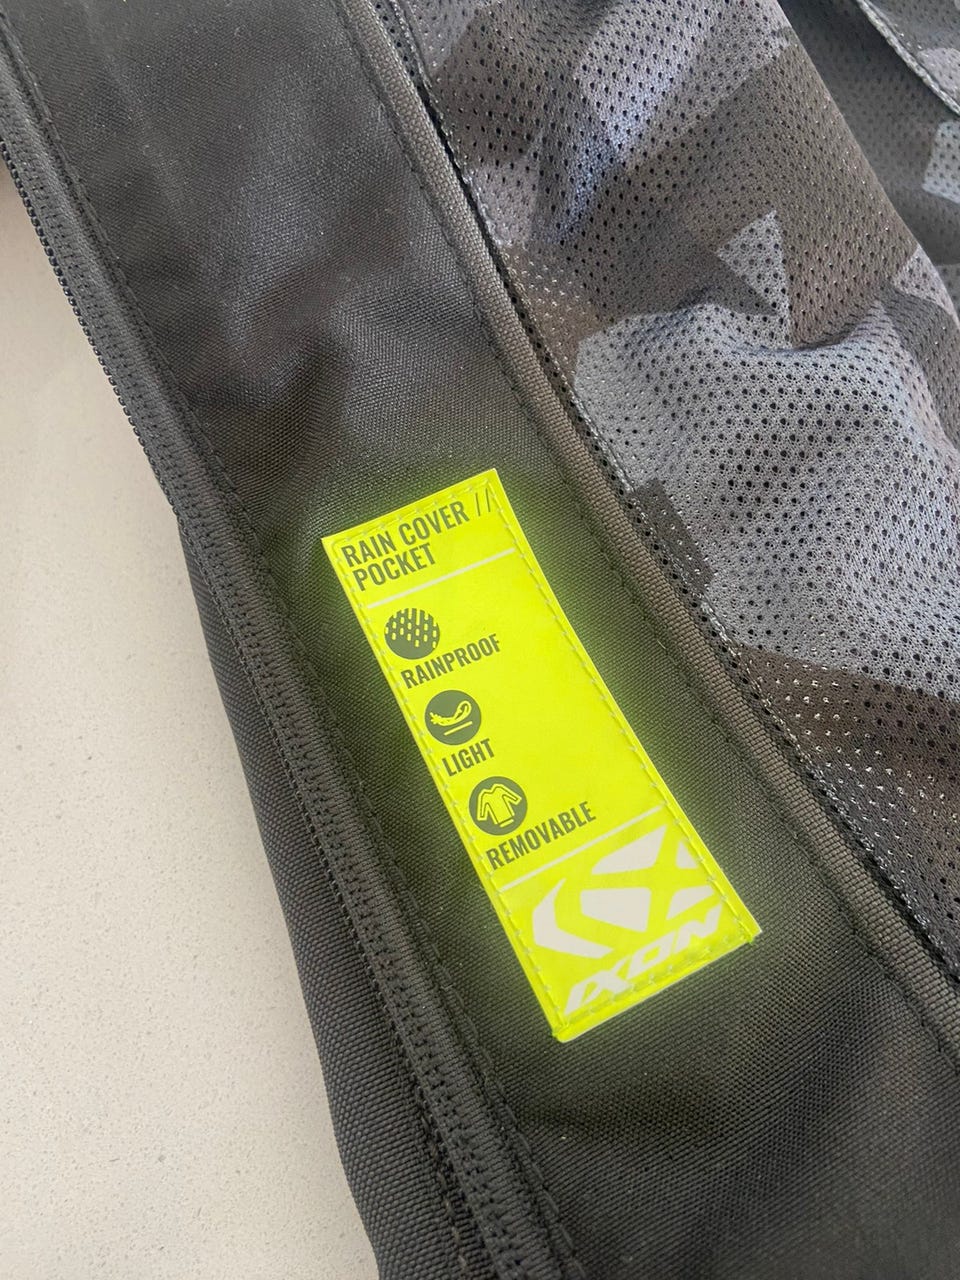 RAIN COVER //
POCKET
RAINPROOF
LIGHT
REMOVABLE
IXON